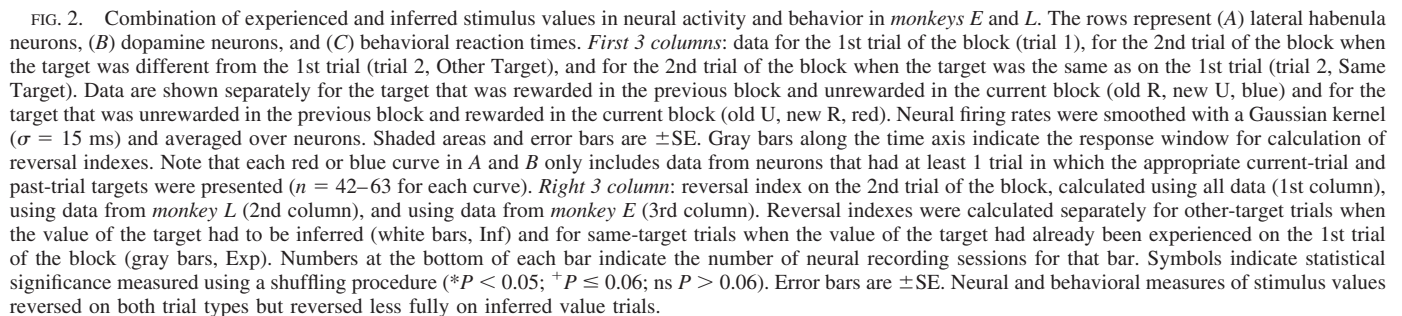 FIG. 2. Combination of experienced and inferred stimulus values in neural activity and behavior in monkeys E and L. The rows represent (A) lateral habenula
neurons, (B) dopamine neurons, and (C) behavioral reaction times. First 3 columns: data for the 1st trial of the block (trial 1), for the 2nd trial of the block when
the target was different from the 1st trial (trial 2, Other Target), and for the 2nd trial of the block when the target was the same as on the 1st trial (trial 2, Same
Target). Data are shown separately for the target that was rewarded in the previous block and unrewarded in the current block (old R, new U, blue) and for the
target that was unrewarded in the previous block and rewarded in the current block (old U, new R, red). Neural firing rates were smoothed with a Gaussian kernel
(σ = 15 ms) and averaged over neurons. Shaded areas and error bars are ±SE. Gray bars along the time axis indicate the response window for calculation of
reversal indexes. Note that each red or blue curve in A and B only includes data from neurons that had at least 1 trial in which the appropriate current-trial and
past-trial targets were presented (n = 42–63 for each curve). Right 3 column: reversal index on the 2nd trial of the block, calculated using all data (1st column),
using data from monkey L (2nd column), and using data from monkey E (3rd column). Reversal indexes were calculated separately for other-target trials when
the value of the target had to be inferred (white bars, Inf) and for same-target trials when the value of the target had already been experienced on the 1st trial
of the block (gray bars, Exp). Numbers at the bottom of each bar indicate the number of neural recording sessions for that bar. Symbols indicate statistical
significance measured using a shuffling procedure (*P < 0.05; +P ≤ 0.06; ns P > 0.06). Error bars are ±SE. Neural and behavioral measures of stimulus values
reversed on both trial types but reversed less fully on inferred value trials.